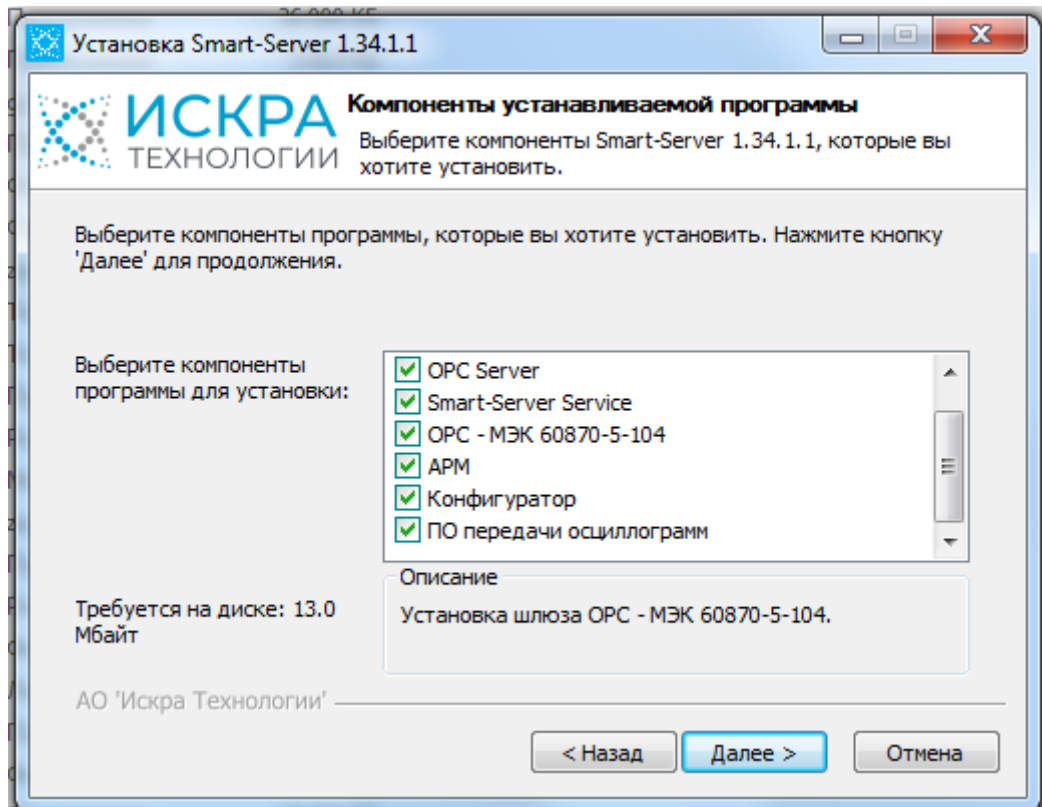 26 000 КБ
Установка Smart-Server 1.34.1.1
ИСКРА
ТЕХНОЛОГИИ
Компоненты устанавливаемой программы
Выберите компоненты Smart-Server 1.34.1.1, которые вы
хотите установить.
Выберите компоненты программы, которые вы хотите установить. Нажмите кнопку
'Далее' для продолжения.
Выберите компоненты
программы для установки:
OPC Server
Smart-Server Service
OPC - МЭК 60870-5-104
АРМ
Конфигуратор
ПО передачи осциллограмм
Требуется на диске: 13.0
Мбайт
Описание
Установка шлюза OPC - МЭК 60870-5-104.
АО 'Искра Технологии'
< Назад
Далее >
Отмена